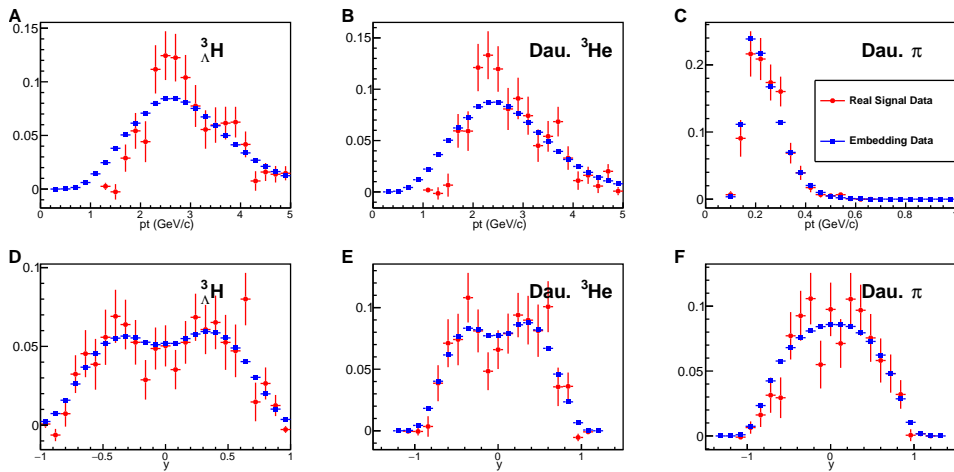 A
B
C
³ΛH
Dau. ³He
Dau. π
0.15
0.1
0.05
0
0.15
0.1
0.05
0
0.2
0.1
0
Real Signal Data
Embedding Data
0 1 2 3 4 5
0 1 2 3 4 5
0 0.2 0.4 0.6 0.8 1
pt (GeV/c)
pt (GeV/c)
pt (GeV/c)
D
E
F
³ΛH
Dau. ³He
Dau. π
0.1
0.05
0
0.1
0.05
0
0.1
0.05
0
−1 −0.5 0 0.5 1
−1 0 1
−1 0 1
y
y
y